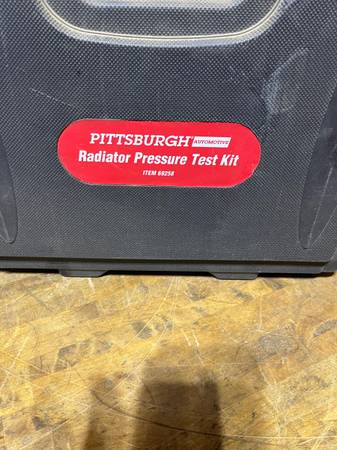 PITTSBURGH AUTOMOTIVE
Radiator Pressure Test Kit
ITEM 69258